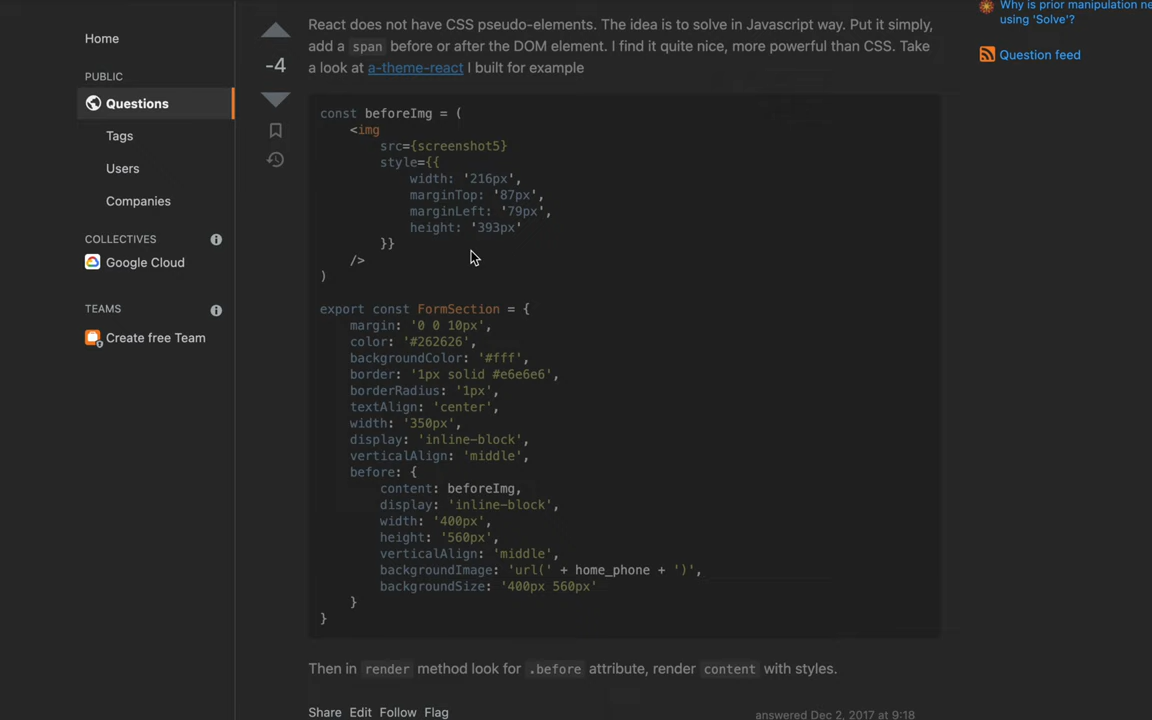 Home
PUBLIC
Questions
Tags
Users
Companies
COLLECTIVES
Google Cloud
TEAMS
Create free Team
-4
React does not have CSS pseudo-elements. The idea is to solve in Javascript way. Put it simply,
add a span before or after the DOM element. I find it quite nice, more powerful than CSS. Take
a look at a-theme-react I built for example
const beforeImg = (
    <img
        src={screenshot5}
        style={{
            width: '216px',
            marginTop: '87px',
            marginLeft: '79px',
            height: '393px'
        }}
    />
)
export const FormSection = {
    margin: '0 0 10px',
    color: '#262626',
    backgroundColor: '#fff',
    border: '1px solid #e6e6e6',
    borderRadius: '1px',
    textAlign: 'center',
    width: '350px',
    display: 'inline-block',
    verticalAlign: 'middle',
    before: {
        content: beforeImg,
        display: 'inline-block',
        width: '400px',
        height: '560px',
        verticalAlign: 'middle',
        backgroundImage: 'url(' + home_phone + ')',
        backgroundSize: '400px 560px'
    }
}
Then in render method look for .before attribute, render content with styles.
Share Edit Follow Flag
answered Dec 2, 2017 at 9:18
Why is prior manipulation ne
using 'Solve'?
Question feed